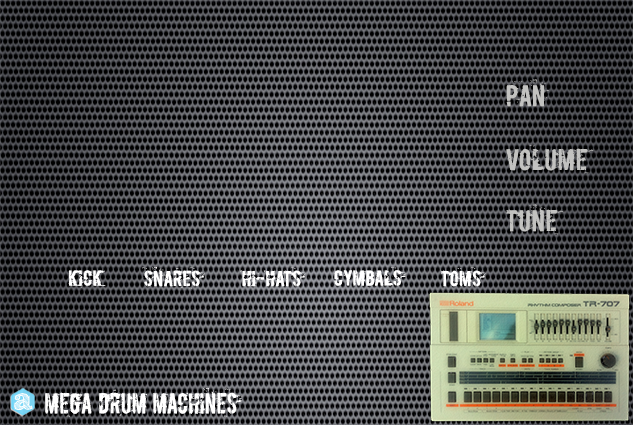 PAN
VOLUME
TUNE
KICK SNARES HI-HATS CYMBALS TOMS
Roland RHYTHM COMPOSER TR-707
MEGA DRUM MACHINES